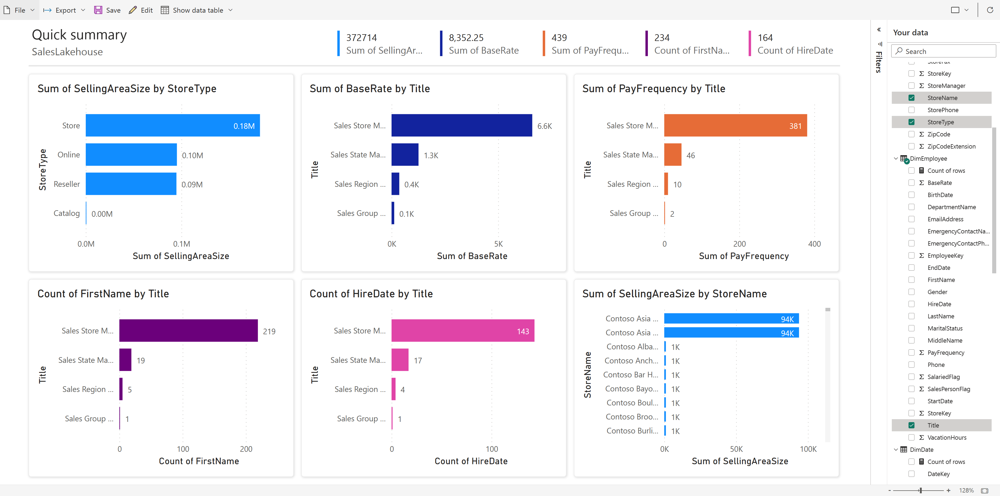 File Export Save Edit Show data table
Quick summary
SalesLakehouse
372714
Sum of SellingAr...
8,352.25
Sum of BaseRate
439
Sum of PayFrequ...
234
Count of FirstNa...
164
Count of HireDate
Sum of SellingAreaSize by StoreType
StoreType
Store 0.18M
Online 0.10M
Reseller 0.09M
Catalog 0.00M
0.0M 0.1M
Sum of SellingAreaSize
Sum of BaseRate by Title
Title
Sales Store M... 6.6K
Sales State Ma... 1.3K
Sales Region ... 0.4K
Sales Group ... 0.1K
0K 5K
Sum of BaseRate
Sum of PayFrequency by Title
Title
Sales Store M... 381
Sales State Ma... 46
Sales Region ... 10
Sales Group ... 2
0 200 400
Sum of PayFrequency
Count of FirstName by Title
Title
Sales Store M... 219
Sales State Ma... 19
Sales Region ... 5
Sales Group ... 1
0 100 200
Count of FirstName
Count of HireDate by Title
Title
Sales Store M... 143
Sales State Ma... 17
Sales Region ... 4
Sales Group ... 1
0 100
Count of HireDate
Sum of SellingAreaSize by StoreName
StoreName
Contoso Asia ... 94K
Contoso Asia ... 94K
Contoso Alba... 1K
Contoso Anch... 1K
Contoso Bar H... 1K
Contoso Bayo... 1K
Contoso Boul... 1K
Contoso Broo... 1K
Contoso Burli... 1K
0K 50K 100K
Sum of SellingAreaSize
Filters
Your data
Search
StoreKey
StoreManager
StoreName
StorePhone
StoreType
ZipCode
ZipCodeExtension
DimEmployee
Count of rows
BaseRate
BirthDate
DepartmentName
EmailAddress
EmergencyContactNa...
EmergencyContactPh...
EmployeeKey
EndDate
FirstName
Gender
HireDate
LastName
MaritalStatus
MiddleName
PayFrequency
Phone
SalariedFlag
SalesPersonFlag
StartDate
StoreKey
Title
VacationHours
DimDate
Count of rows
DateKey
- + 128%